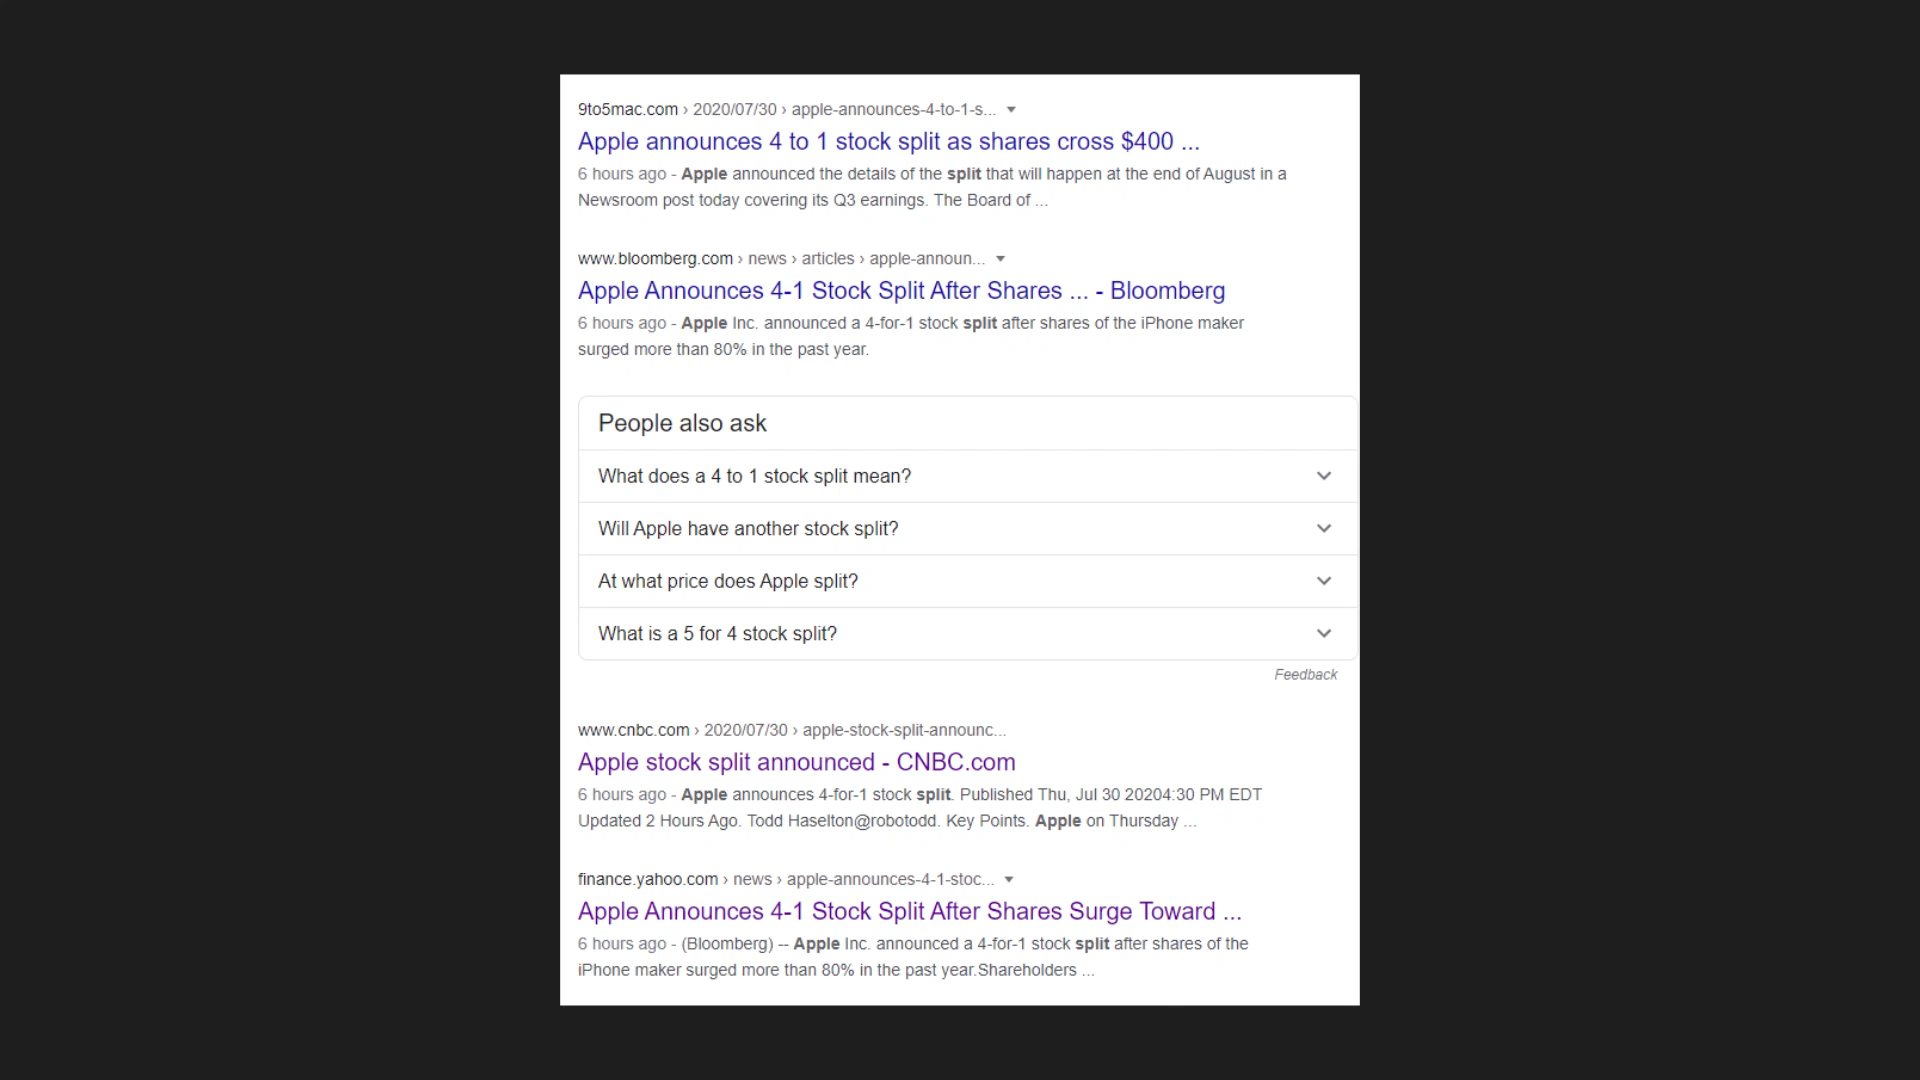 9to5mac.com › 2020/07/30 › apple-announces-4-to-1-s...
Apple announces 4 to 1 stock split as shares cross $400 ...
6 hours ago - Apple announced the details of the split that will happen at the end of August in a
Newsroom post today covering its Q3 earnings. The Board of ...
www.bloomberg.com › news › articles › apple-announ...
Apple Announces 4-1 Stock Split After Shares ... - Bloomberg
6 hours ago - Apple Inc. announced a 4-for-1 stock split after shares of the iPhone maker
surged more than 80% in the past year.
People also ask
What does a 4 to 1 stock split mean?
Will Apple have another stock split?
At what price does Apple split?
What is a 5 for 4 stock split?
Feedback
www.cnbc.com › 2020/07/30 › apple-stock-split-announc...
Apple stock split announced - CNBC.com
6 hours ago - Apple announces 4-for-1 stock split. Published Thu, Jul 30 20204:30 PM EDT
Updated 2 Hours Ago. Todd Haselton@robotodd. Key Points. Apple on Thursday ...
finance.yahoo.com › news › apple-announces-4-1-stoc...
Apple Announces 4-1 Stock Split After Shares Surge Toward ...
6 hours ago - (Bloomberg) -- Apple Inc. announced a 4-for-1 stock split after shares of the
iPhone maker surged more than 80% in the past year.Shareholders ...